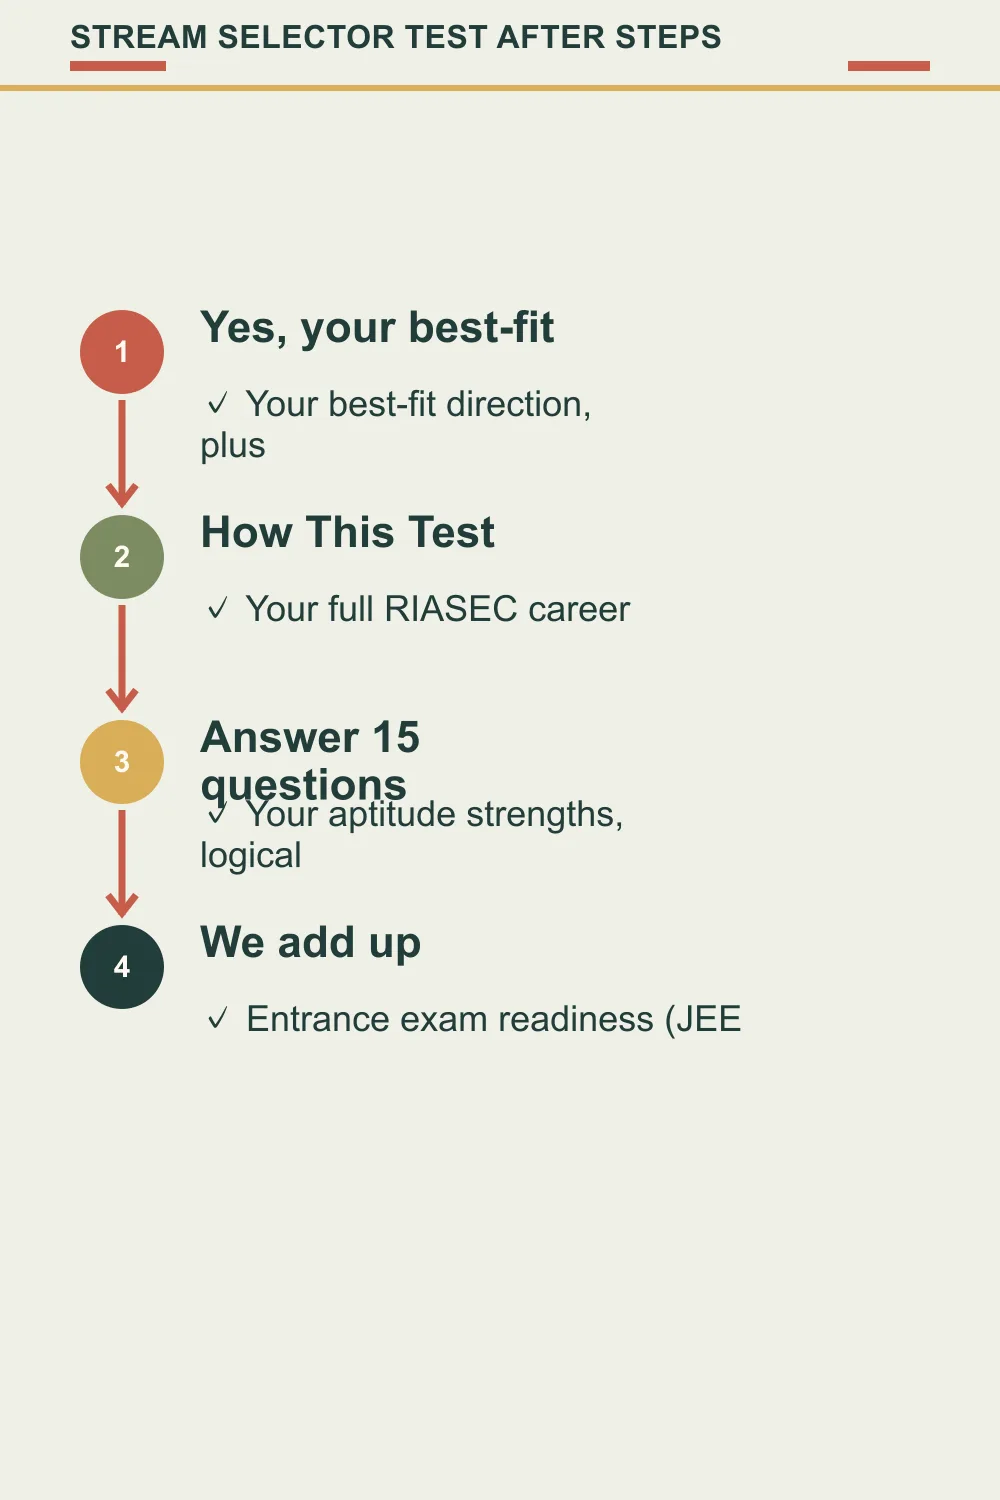 STREAM SELECTOR TEST AFTER STEPS
1
Yes, your best-fit
✓ Your best-fit direction,
plus
2
How This Test
✓ Your full RIASEC career
3
Answer 15
questions
✓ Your aptitude strengths,
logical
4
We add up
✓ Entrance exam readiness (JEE